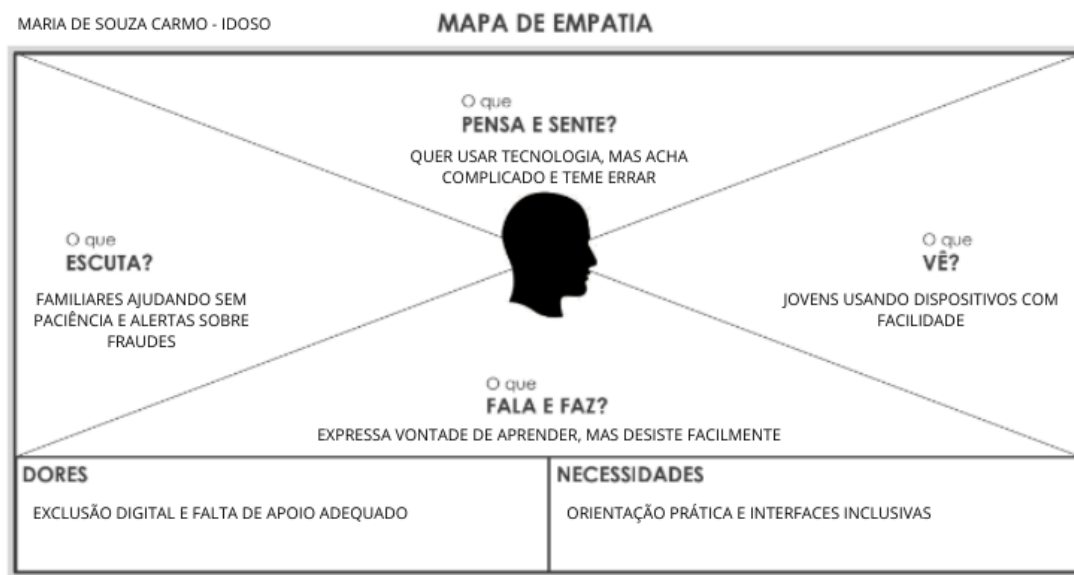 MARIA DE SOUZA CARMO - IDOSO
MAPA DE EMPATIA
O que
PENSA E SENTE?
QUER USAR TECNOLOGIA, MAS ACHA
COMPLICADO E TEME ERRAR
O que
ESCUTA?
FAMILIARES AJUDANDO SEM
PACIÊNCIA E ALERTAS SOBRE
FRAUDES
O que
VÊ?
JOVENS USANDO DISPOSITIVOS COM
FACILIDADE
O que
FALA E FAZ?
EXPRESSA VONTADE DE APRENDER, MAS DESISTE FACILMENTE
DORES
EXCLUSÃO DIGITAL E FALTA DE APOIO ADEQUADO
NECESSIDADES
ORIENTAÇÃO PRÁTICA E INTERFACES INCLUSIVAS